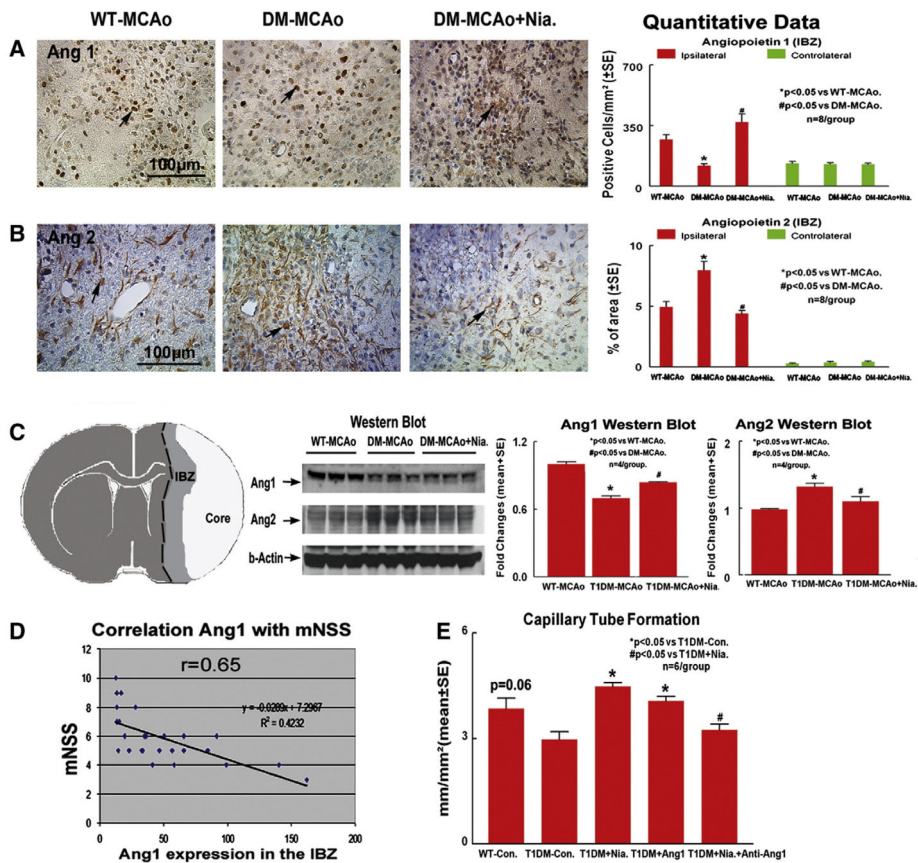 WT-MCAo DM-MCAo DM-MCAo+Nia. Quantitative Data
A
Ang 1
100µm
Angiopoietin 1 (IBZ)
Ipsilateral Controlateral
*p<0.05 vs WT-MCAo.
#p<0.05 vs DM-MCAo.
n=8/group
Positive Cells/mm² (±SE)
700
350
0
*
#
WT-MCAo DM-MCAo DM-MCAo+Nia. WT-MCAo DM-MCAo DM-MCAo+Nia.
B
Ang 2
100µm
Angiopoietin 2 (IBZ)
Ipsilateral Controlateral
*p<0.05 vs WT-MCAo.
#p<0.05 vs DM-MCAo.
n=8/group
% of area (±SE)
10
5
0
*
#
WT-MCAo DM-MCAo DM-MCAo+Nia. WT-MCAo DM-MCAo DM-MCAo+Nia.
C
IBZ
Core
Western Blot
WT-MCAo DM-MCAo DM-MCAo+Nia.
Ang1
Ang2
b-Actin
Ang1 Western Blot
*p<0.05 vs WT-MCAo.
#p<0.05 vs DM-MCAo.
n=4/group.
Fold Changes (mean+SE)
1.2
0.6
0.0
*
#
WT-MCAo T1DM-MCAo T1DM-MCAo+Nia.
Ang2 Western Blot
*p<0.05 vs WT-MCAo.
#p<0.05 vs DM-MCAo.
n=4/group.
Fold Changes (mean+SE)
2
1
0
*
#
WT-MCAo T1DM-MCAo T1DM-MCAo+Nia.
D
Correlation Ang1 with mNSS
r=0.65
y = -0.0289x + 7.2967
R² = 0.4232
mNSS
12
10
8
6
4
2
0
0 50 100 150 200
Ang1 expression in the IBZ
E
Capillary Tube Formation
*p<0.05 vs T1DM-Con.
#p<0.05 vs T1DM+Nia.
n=6/group
mm/mm²(mean±SE)
6
3
0
p=0.06
*
*
#
WT-Con. T1DM-Con. T1DM+Nia. T1DM+Ang1 T1DM+Nia.+Anti-Ang1